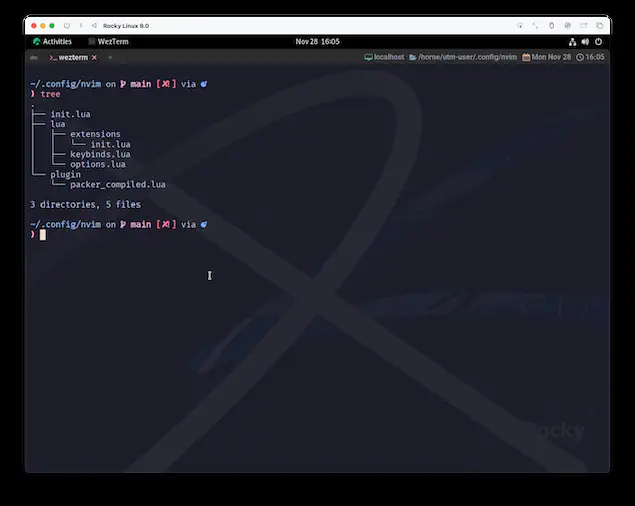 Rocky Linux 9.0
Activities WezTerm Nov 28 16:05
wezterm localhost /home/utm-user/.config/nvim Mon Nov 28 16:05
~/.config/nvim on main [✘] via
❯ tree
.
├── init.lua
├── lua
│   ├── extensions
│   │   └── init.lua
│   ├── keybinds.lua
│   └── options.lua
└── plugin
    └── packer_compiled.lua
3 directories, 5 files
~/.config/nvim on main [✘] via
❯
Rocky